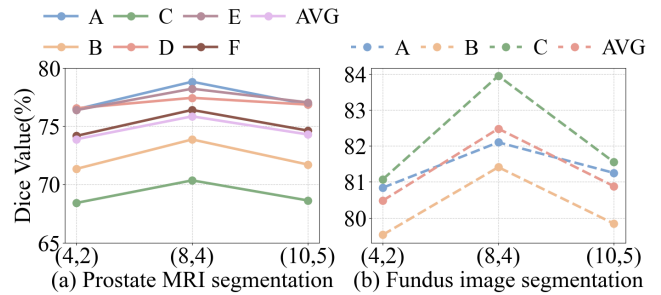 A C E AVG
B D F
A B C AVG
Dice Value(%)
80
75
70
65
(4,2) (8,4) (10,5)
(a) Prostate MRI segmentation
84
83
82
81
80
(4,2) (8,4) (10,5)
(b) Fundus image segmentation